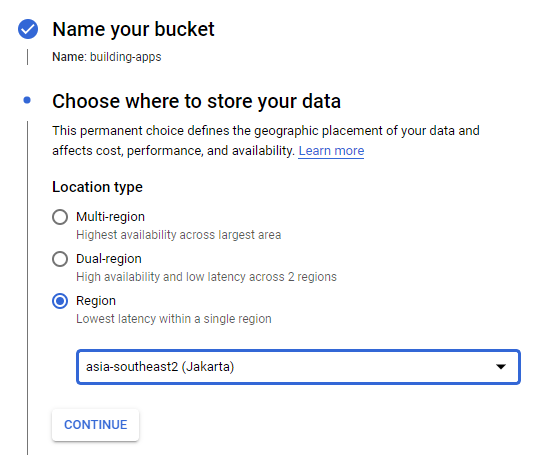 Name your bucket
Name: building-apps
Choose where to store your data
This permanent choice defines the geographic placement of your data and
affects cost, performance, and availability. Learn more
Location type
Multi-region
Highest availability across largest area
Dual-region
High availability and low latency across 2 regions
Region
Lowest latency within a single region
asia-southeast2 (Jakarta)
CONTINUE